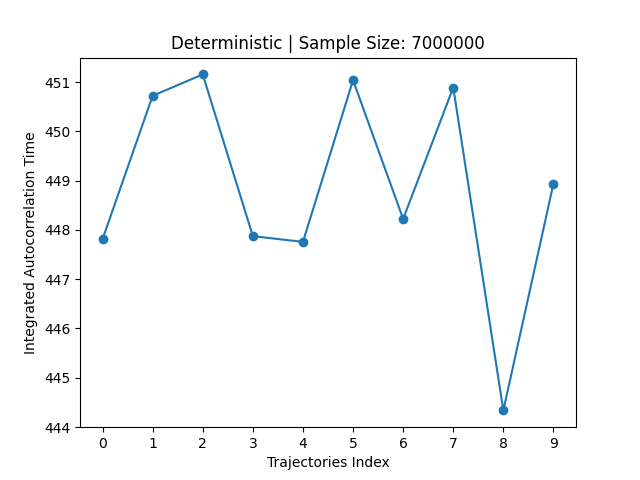 Deterministic | Sample Size: 7000000
Integrated Autocorrelation Time
451
450
449
448
447
446
445
444
0 1 2 3 4 5 6 7 8 9
Trajectories Index